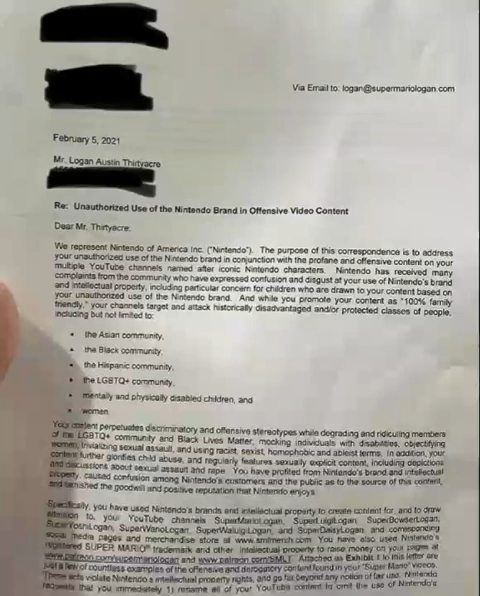 Via Email to: logan@supermariologan.com
February 5, 2021
Mr. Logan Austin Thirtyacre
Re: Unauthorized Use of the Nintendo Brand in Offensive Video Content
Dear Mr. Thirtyacre:
We represent Nintendo of America Inc. ("Nintendo"). The purpose of this correspondence is to address
your unauthorized use of the Nintendo brand in conjunction with the profane and offensive content on your
multiple YouTube channels named after iconic Nintendo characters. Nintendo has received many
complaints from the community who have expressed confusion and disgust at your use of Nintendo's brand
and intellectual property, including particular concern for children who are drawn to your content based on
your unauthorized use of the Nintendo brand. And while you promote your content as "100% family
friendly," your channels target and attack historically disadvantaged and/or protected classes of people,
including but not limited to:
• the Asian community,
• the Black community,
• the Hispanic community,
• the LGBTQ+ community,
• mentally and physically disabled children, and
• women
Your content perpetuates discriminatory and offensive stereotypes while degrading and ridiculing members
of the LGBTQ+ community and Black Lives Matter, mocking individuals with disabilities, objectifying
women, trivializing sexual assault, and using racist, sexist, homophobic and ableist terms. In addition, your
content further glorifies child abuse, and regularly features sexually explicit content, including depictions
and discussions about sexual assault and rape. You have profited from Nintendo's brand and intellectual
property, caused confusion among Nintendo's customers and the public as to the source of this content,
and tarnished the goodwill and positive reputation that Nintendo enjoys.
Specifically, you have used Nintendo's brands and intellectual property to create content for, and to draw
attention to, your YouTube channels SuperMarioLogan, SuperLuigiLogan, SuperBowserLogan,
SuperYoshiLogan, SuperWarioLogan, SuperWaluigiLogan, and SuperDaisyLogan and corresponding
social media pages and merchandise store at www.smlmerch.com. You have also used Nintendo's
registered SUPER MARIO® trademark and other intellectual property to raise money on your pages at
www.patreon.com/supermariologan and www.patreon.com/SMLT. Attached as Exhibit 1 to this letter are
just a few of countless examples of the offensive and derogatory content found in your "Super Mario" videos.
These acts violate Nintendo's intellectual property rights, and go far beyond any notion of fair use. Nintendo
requests that you immediately 1) rename all of your YouTube content to omit the use of Nintendo's